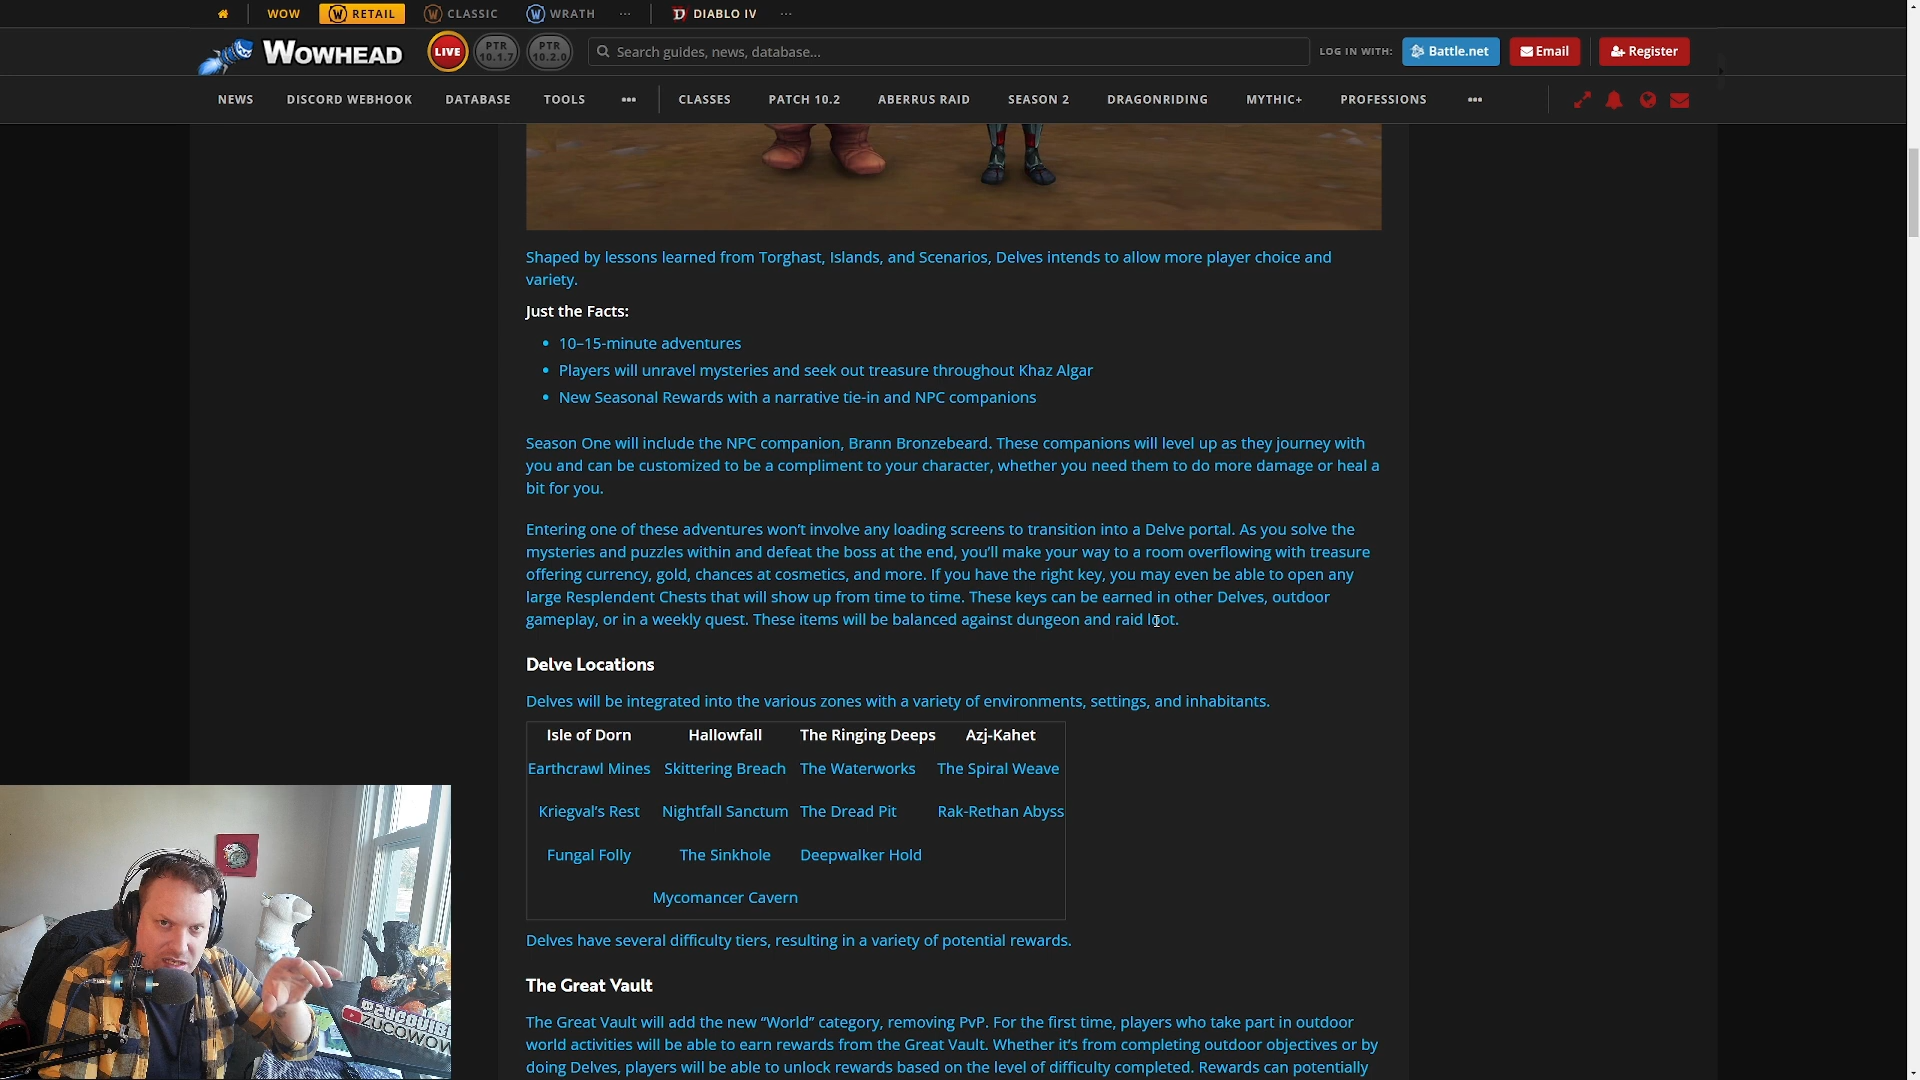 WOW RETAIL CLASSIC WRATH ··· DIABLO IV ···
WOWHEAD LIVE PTR 10.1.7 PTR 10.2.0 Search guides, news, database... LOG IN WITH: Battle.net Email Register
NEWS DISCORD WEBHOOK DATABASE TOOLS ••• CLASSES PATCH 10.2 ABERRUS RAID SEASON 2 DRAGONRIDING MYTHIC+ PROFESSIONS •••
Shaped by lessons learned from Torghast, Islands, and Scenarios, Delves intends to allow more player choice and
variety.
Just the Facts:
• 10–15-minute adventures
• Players will unravel mysteries and seek out treasure throughout Khaz Algar
• New Seasonal Rewards with a narrative tie-in and NPC companions
Season One will include the NPC companion, Brann Bronzebeard. These companions will level up as they journey with
you and can be customized to be a compliment to your character, whether you need them to do more damage or heal a
bit for you.
Entering one of these adventures won’t involve any loading screens to transition into a Delve portal. As you solve the
mysteries and puzzles within and defeat the boss at the end, you’ll make your way to a room overflowing with treasure
offering currency, gold, chances at cosmetics, and more. If you have the right key, you may even be able to open any
large Resplendent Chests that will show up from time to time. These keys can be earned in other Delves, outdoor
gameplay, or in a weekly quest. These items will be balanced against dungeon and raid loot.
Delve Locations
Delves will be integrated into the various zones with a variety of environments, settings, and inhabitants.
Isle of Dorn Hallowfall The Ringing Deeps Azj-Kahet
Earthcrawl Mines Skittering Breach The Waterworks The Spiral Weave
Kriegval’s Rest Nightfall Sanctum The Dread Pit Rak-Rethan Abyss
Fungal Folly The Sinkhole Deepwalker Hold
Mycomancer Cavern
Delves have several difficulty tiers, resulting in a variety of potential rewards.
The Great Vault
The Great Vault will add the new “World” category, removing PvP. For the first time, players who take part in outdoor
world activities will be able to earn rewards from the Great Vault. Whether it’s from completing outdoor objectives or by
doing Delves, players will be able to unlock rewards based on the level of difficulty completed. Rewards can potentially
ZUCOWOW